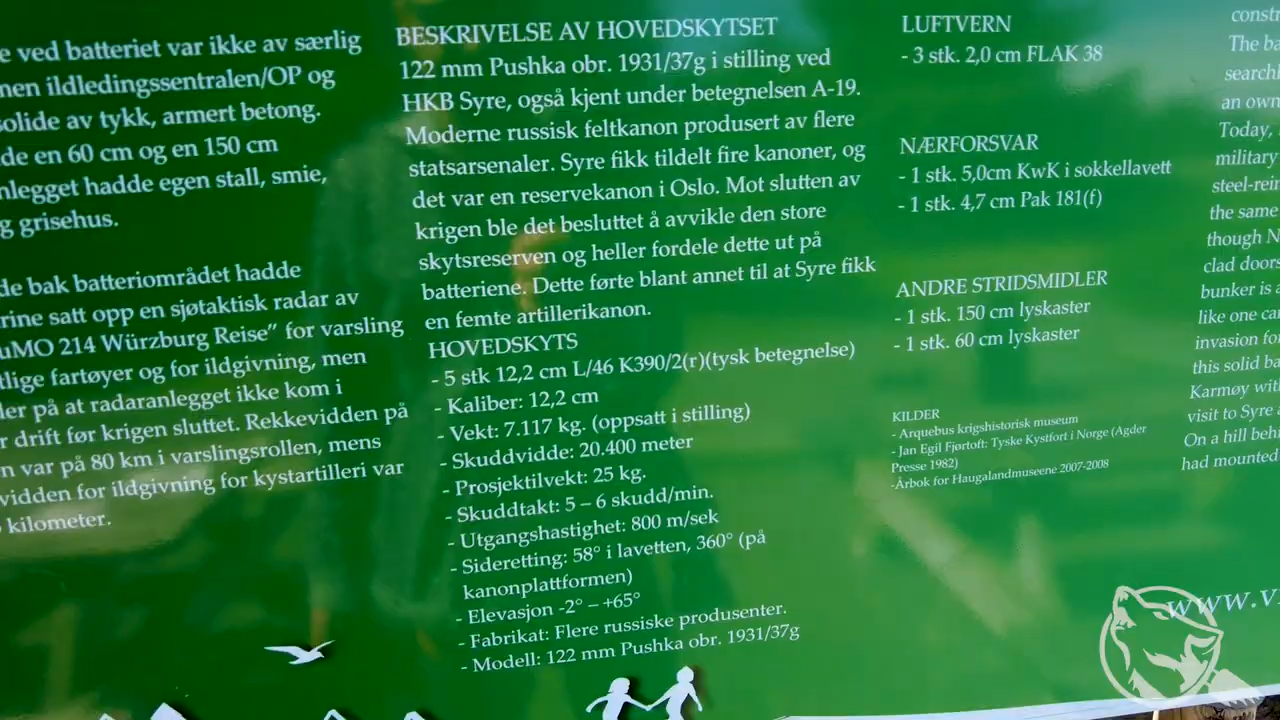 e ved batteriet var ikke av særlig
nen ildledingssentralen/OP og
solide av tykk, armert betong.
de en 60 cm og en 150 cm
nlegget hadde egen stall, smie,
g grisehus.
de bak batteriområdet hadde
rine satt opp en sjøtaktisk radar av
uMO 214 Würzburg Reise” for varsling
tlige fartøyer og for ildgivning, men
ler på at radaranlegget ikke kom i
r drift før krigen sluttet. Rekkevidden på
n var på 80 km i varslingsrollen, mens
vidden for ildgivning for kystartilleri var
kilometer.
BESKRIVELSE AV HOVEDSKYTSET
122 mm Pushka obr. 1931/37g i stilling ved
HKB Syre, også kjent under betegnelsen A-19.
Moderne russisk feltkanon produsert av flere
statsarsenaler. Syre fikk tildelt fire kanoner, og
det var en reservekanon i Oslo. Mot slutten av
krigen ble det besluttet å avvikle den store
skytsreserven og heller fordele dette ut på
batteriene. Dette førte blant annet til at Syre fikk
en femte artillerikanon.
HOVEDSKYTS
- 5 stk 12,2 cm L/46 K390/2(r)(tysk betegnelse)
- Kaliber: 12,2 cm
- Vekt: 7.117 kg. (oppsatt i stilling)
- Skuddvidde: 20.400 meter
- Prosjektilvekt: 25 kg.
- Skuddtakt: 5 – 6 skudd/min.
- Utgangshastighet: 800 m/sek
- Sideretting: 58° i lavetten, 360° (på
kanonplattformen)
- Elevasjon -2° – +65°
- Fabrikat: Flere russiske produsenter.
- Modell: 122 mm Pushka obr. 1931/37g
LUFTVERN
- 3 stk. 2,0 cm FLAK 38
NÆRFORSVAR
- 1 stk. 5,0cm KwK i sokkellavett
- 1 stk. 4,7 cm Pak 181(f)
ANDRE STRIDSMIDLER
- 1 stk. 150 cm lyskaster
- 1 stk. 60 cm lyskaster
KILDER
- Arquebus krigshistorisk museum
- Jan Egil Fjørtoft: Tyske Kystfort i Norge (Agder
Presse 1982)
-Årbok for Haugalandmuseene 2007-2008
constr
The ba
searchl
an own
Today,
military
steel-rein
the same
though N
clad doors
bunker is a
like one can
invasion for
this solid ba
Karmøy with
visit to Syre
On a hill behi
had mounted
www.v